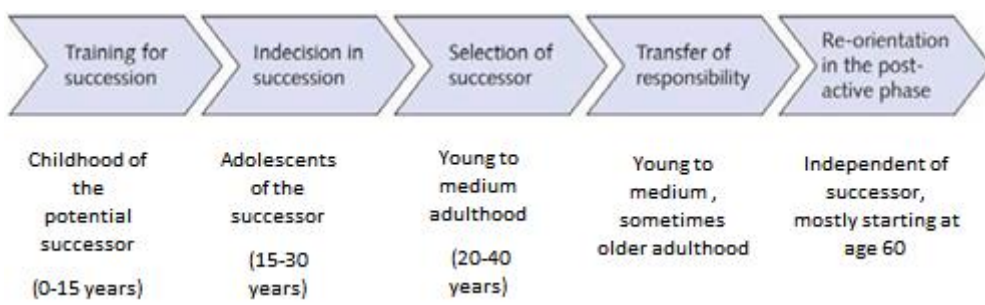 Training for
succession
Indecision in
succession
Selection of
successor
Transfer of
responsibility
Re-orientation
in the post-
active phase
Childhood of
the
potential
successor
(0-15 years)
Adolescents
of the
successor
(15-30
years)
Young to
medium
adulthood
(20-40
years)
Young to
medium ,
sometimes
older adulthood
Independent of
successor,
mostly starting at
age 60